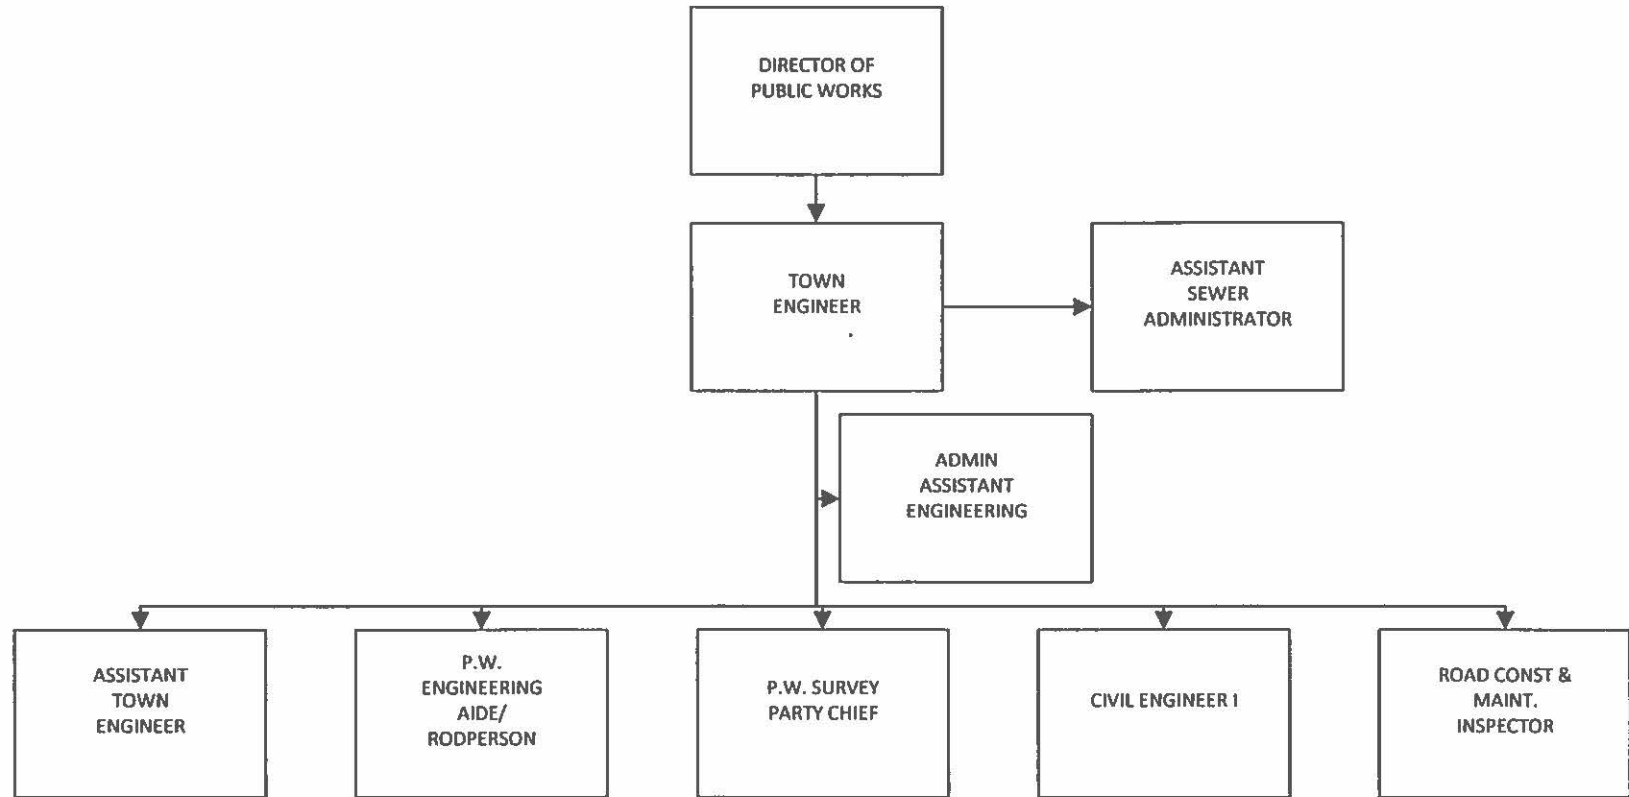 DIRECTOR OF
PUBLIC WORKS
TOWN
ENGINEER
ASSISTANT
SEWER
ADMINISTRATOR
ADMIN
ASSISTANT
ENGINEERING
ASSISTANT
TOWN
ENGINEER
P.W.
ENGINEERING
AIDE/
RODPERSON
P.W. SURVEY
PARTY CHIEF
CIVIL ENGINEER I
ROAD CONST &
MAINT.
INSPECTOR